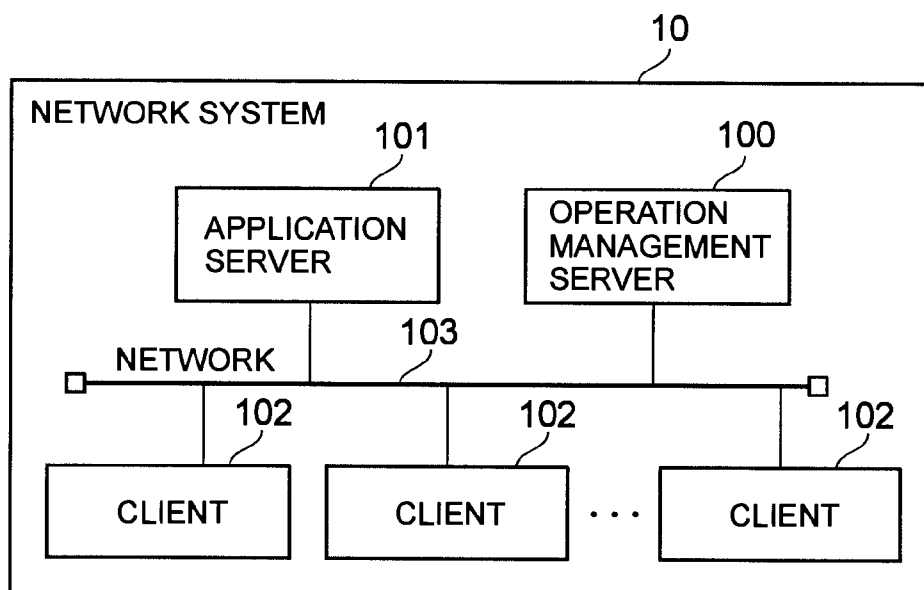 10
NETWORK SYSTEM
101
100
APPLICATION
SERVER
OPERATION
MANAGEMENT
SERVER
NETWORK
103
102
102
102
CLIENT
CLIENT
...
CLIENT